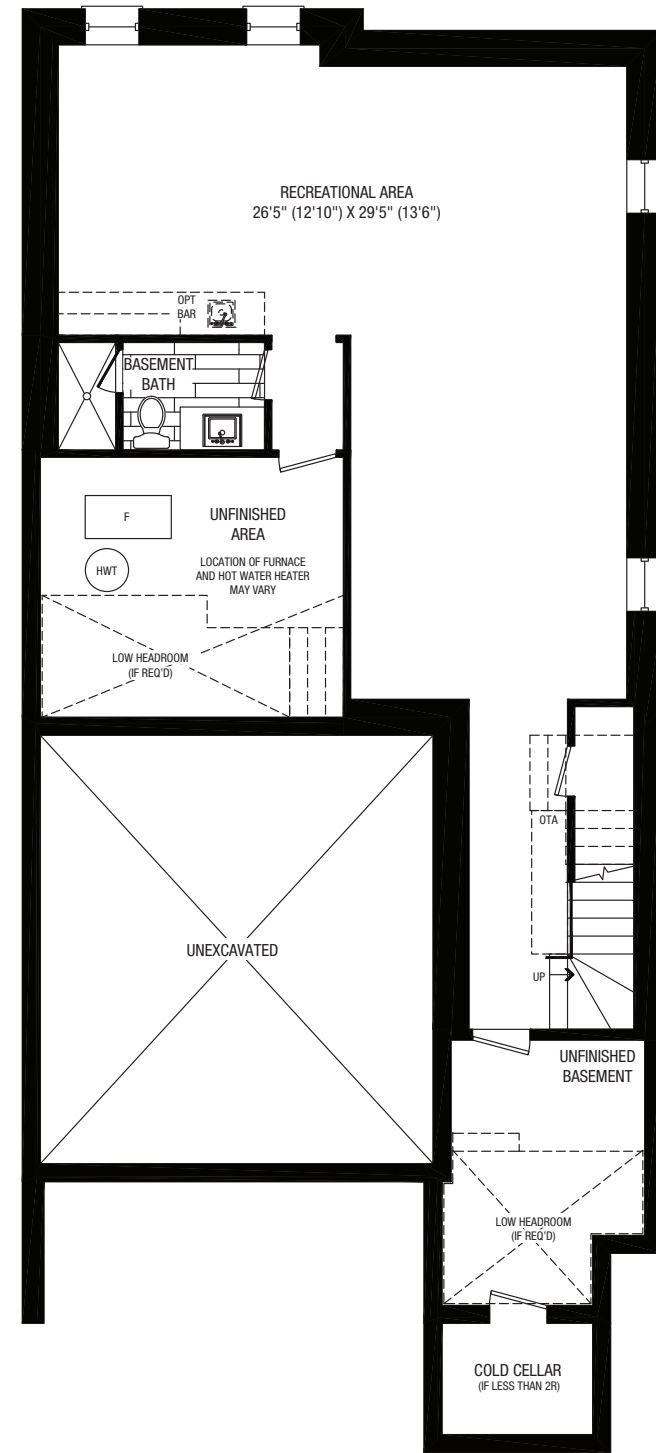 RECREATIONAL AREA
26'5" (12'10") X 29'5" (13'6")
OPT
BAR
BASEMENT
BATH
F
UNFINISHED
AREA
HWT
LOCATION OF FURNACE
AND HOT WATER HEATER
MAY VARY
LOW HEADROOM
(IF REQ'D)
OTA
UNEXCAVATED
UP
UNFINISHED
BASEMENT
LOW HEADROOM
(IF REQ'D)
COLD CELLAR
(IF LESS THAN 2R)